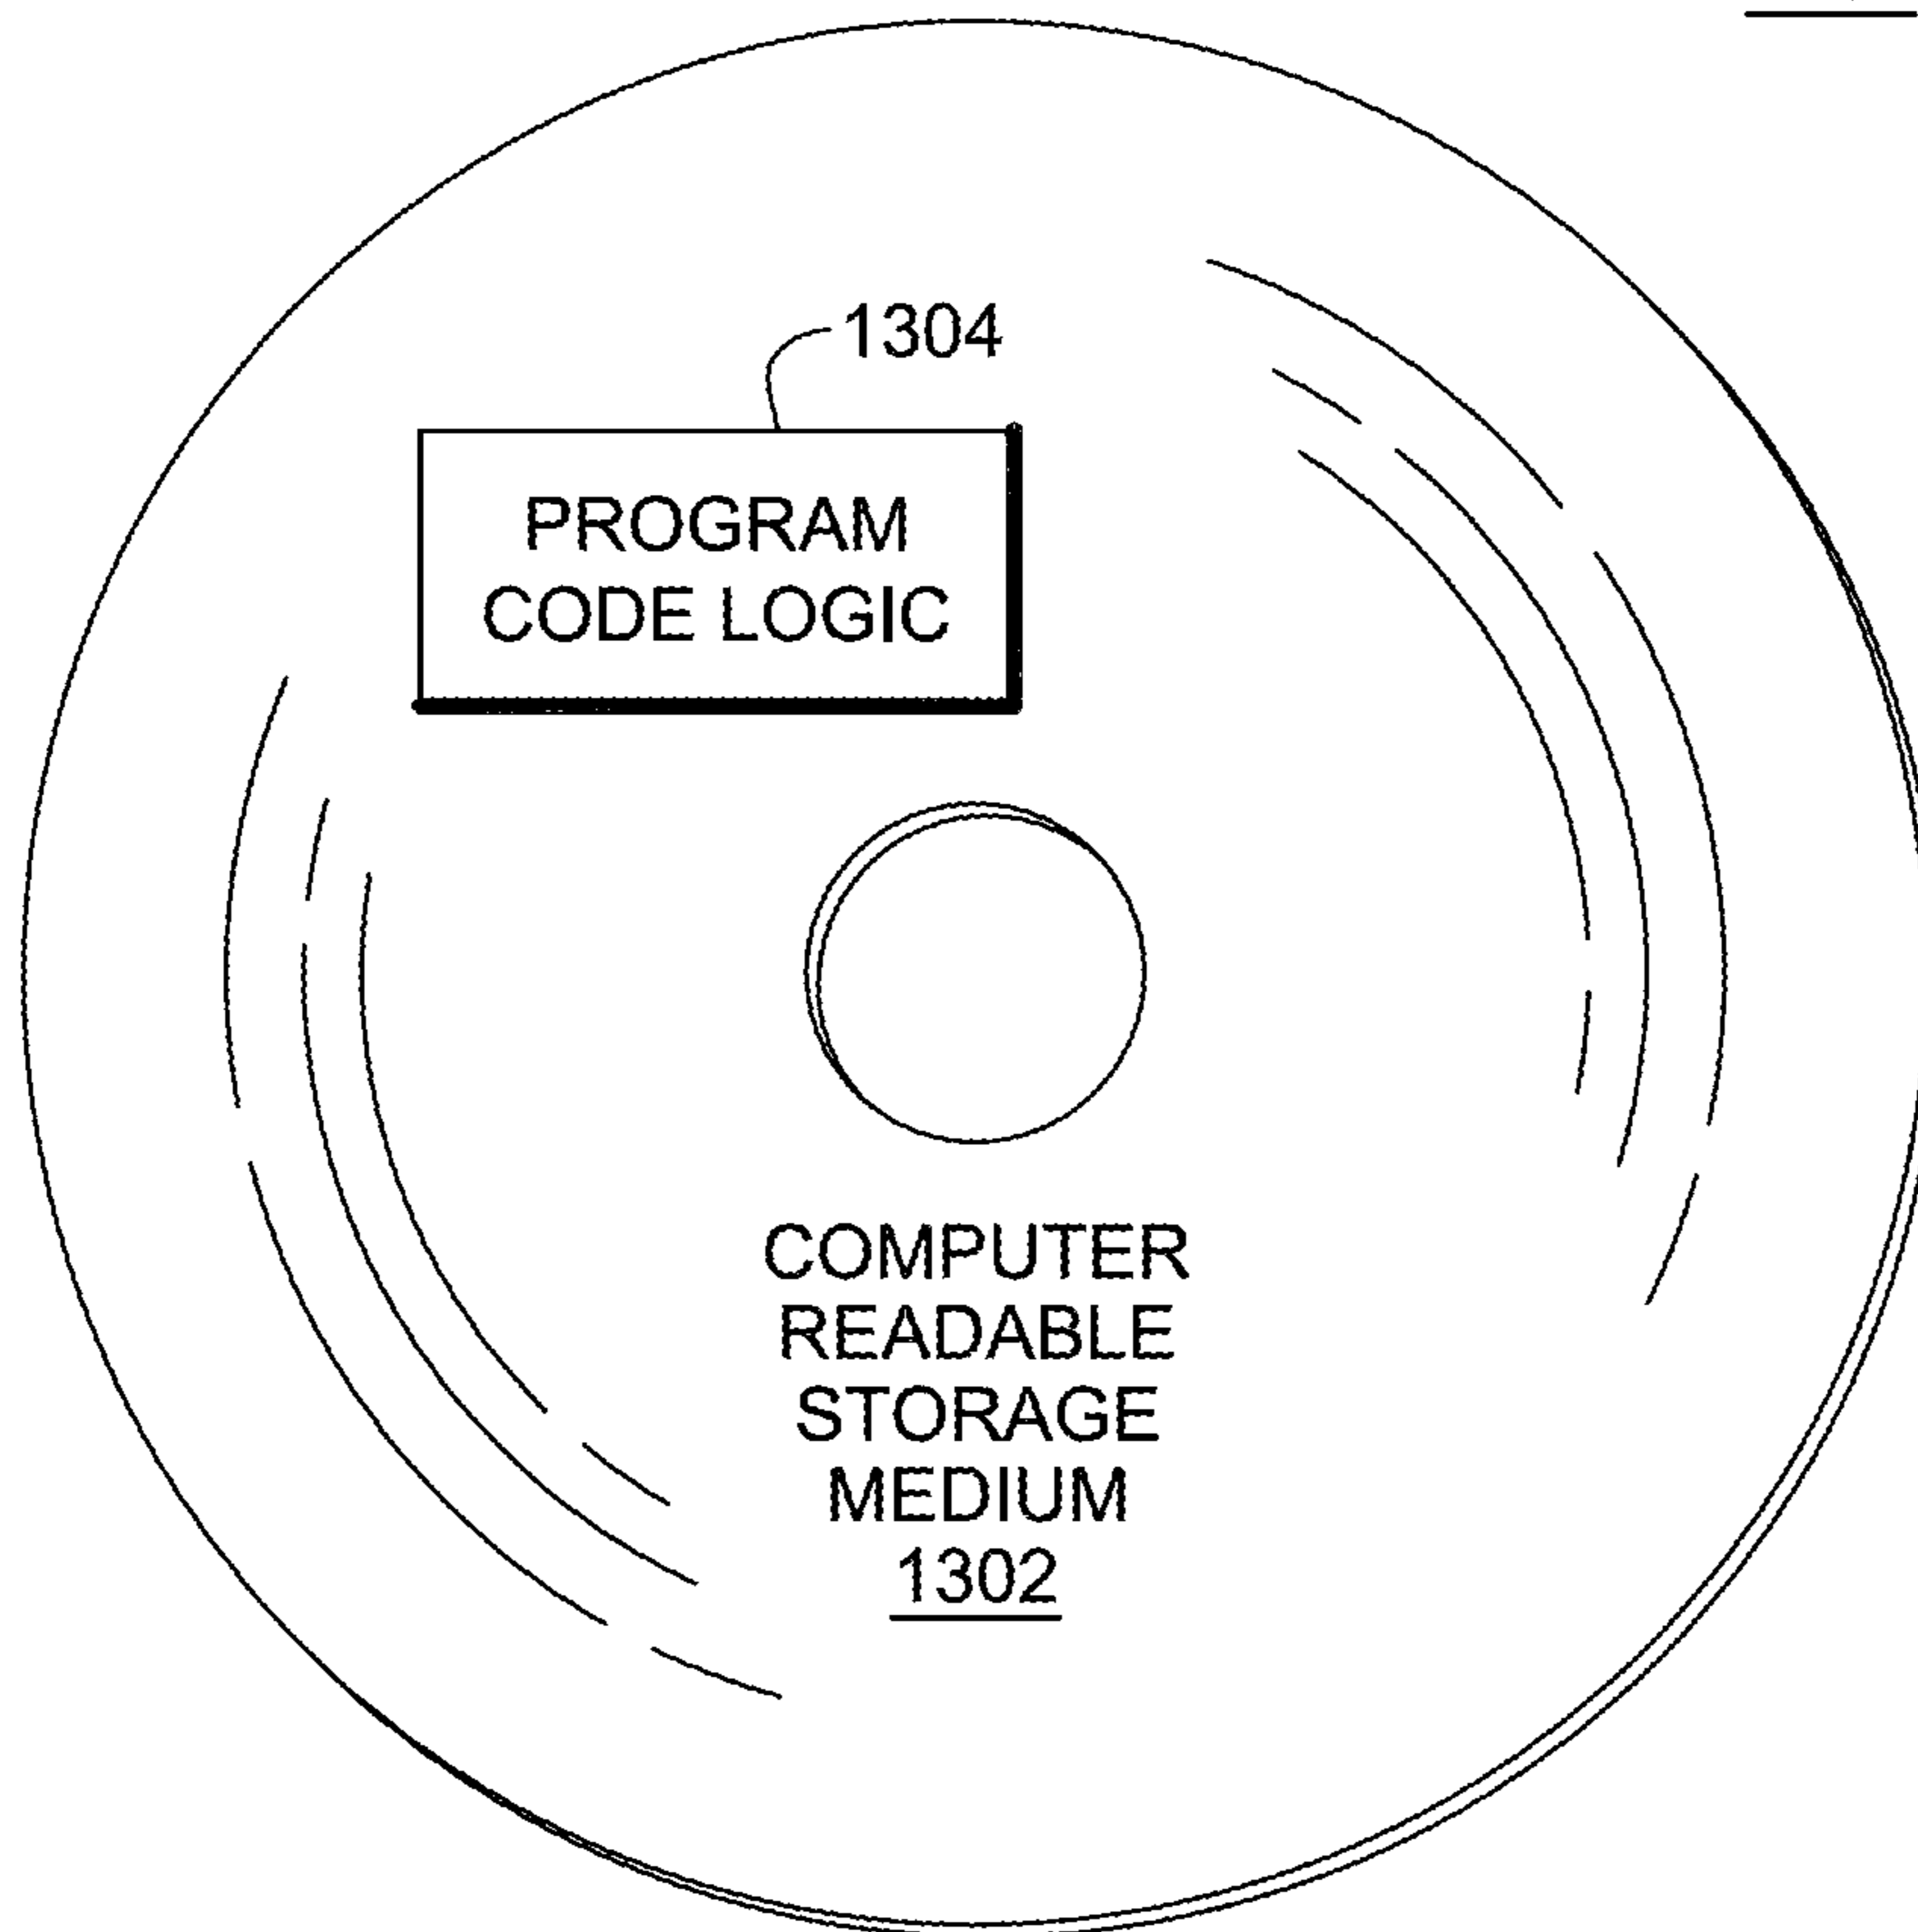 1304
PROGRAM
CODE LOGIC
COMPUTER
READABLE
STORAGE
MEDIUM
1302